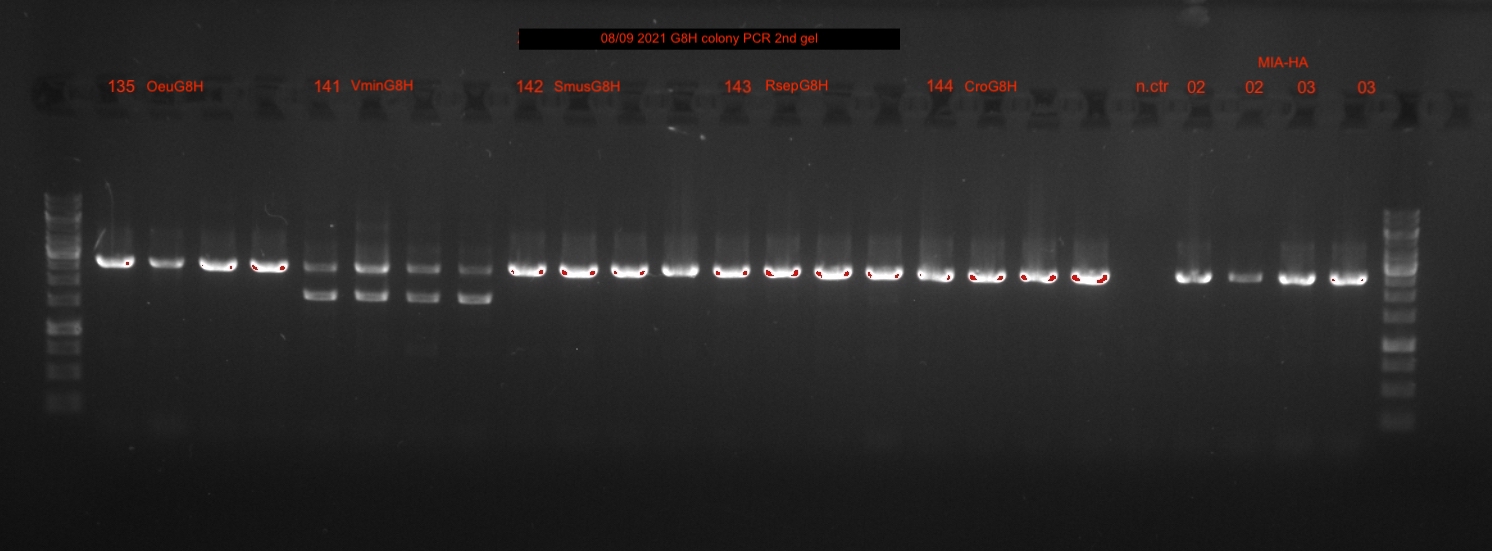 08/09 2021 G8H colony PCR 2nd gel
MIA-HA
135 OeuG8H 141 VminG8H 142 SmusG8H 143 RsepG8H 144 CroG8H n.ctr 02 02 03 03